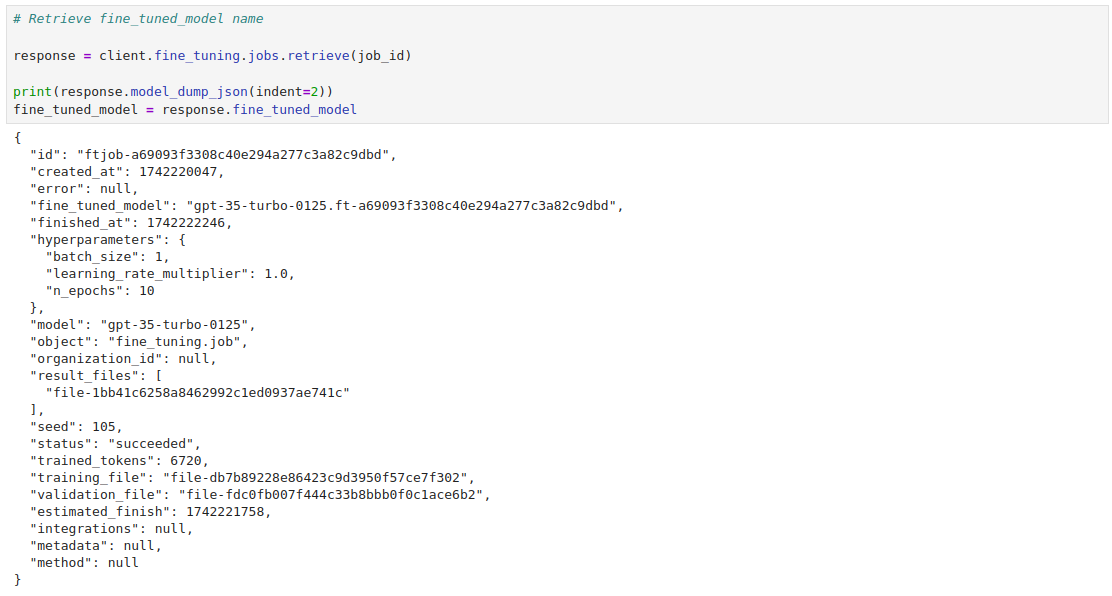 # Retrieve fine_tuned_model name
response = client.fine_tuning.jobs.retrieve(job_id)
print(response.model_dump_json(indent=2))
fine_tuned_model = response.fine_tuned_model
{
  "id": "ftjob-a69093f3308c40e294a277c3a82c9dbd",
  "created_at": 1742220047,
  "error": null,
  "fine_tuned_model": "gpt-35-turbo-0125.ft-a69093f3308c40e294a277c3a82c9dbd",
  "finished_at": 1742222246,
  "hyperparameters": {
    "batch_size": 1,
    "learning_rate_multiplier": 1.0,
    "n_epochs": 10
  },
  "model": "gpt-35-turbo-0125",
  "object": "fine_tuning.job",
  "organization_id": null,
  "result_files": [
    "file-1bb41c6258a8462992c1ed0937ae741c"
  ],
  "seed": 105,
  "status": "succeeded",
  "trained_tokens": 6720,
  "training_file": "file-db7b89228e86423c9d3950f57ce7f302",
  "validation_file": "file-fdc0fb007f444c33b8bbb0f0c1ace6b2",
  "estimated_finish": 1742221758,
  "integrations": null,
  "metadata": null,
  "method": null
}